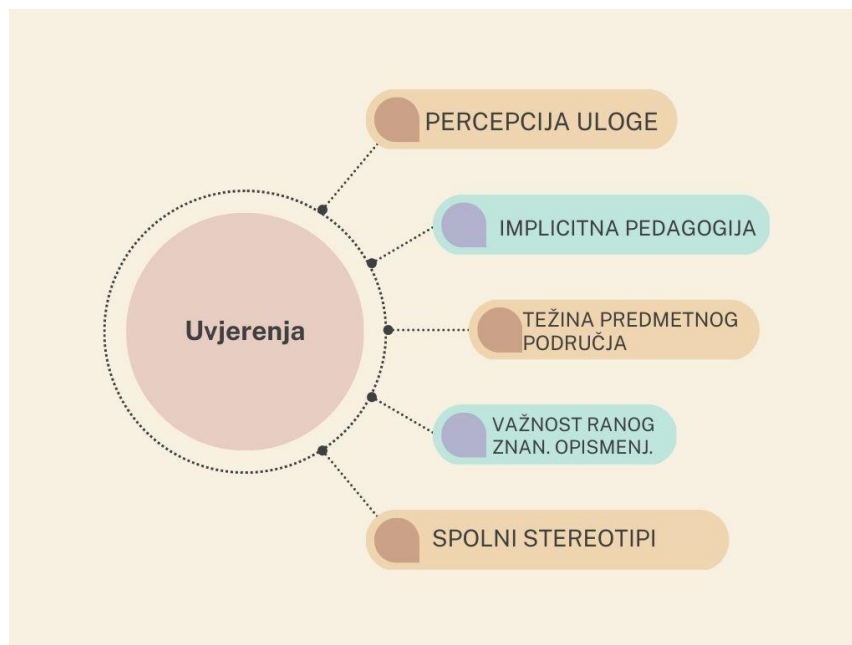 PERCEPCIJA ULOGE
IMPLICITNA PEDAGOGIJA
Uvjerenja
TEŽINA PREDMETNOG
PODRUČJA
VAŽNOST RANOG
ZNAN. OPISMENJ.
SPOLNI STEREOTIPI